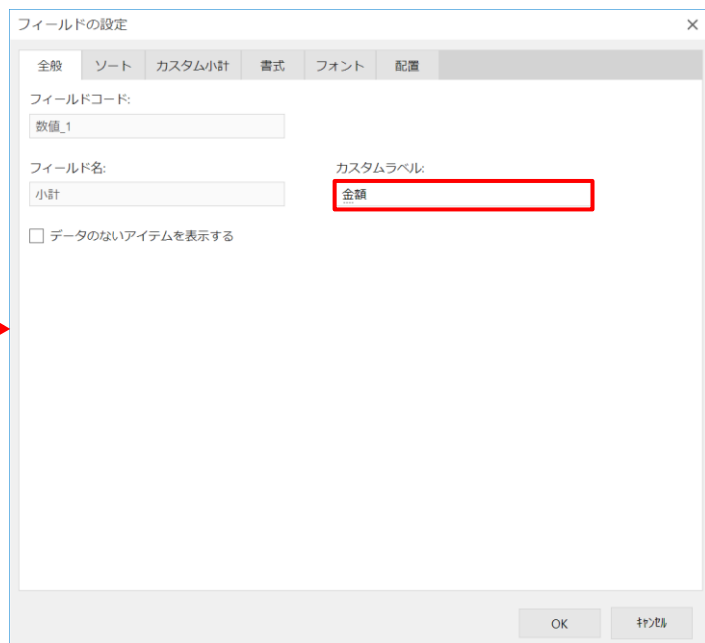 フィールドの設定
全般 ソート カスタム小計 書式 フォント 配置
フィールドコード:
数値_1
フィールド名: カスタムラベル:
小計 金額
データのないアイテムを表示する
OK ｷｬﾝｾﾙ